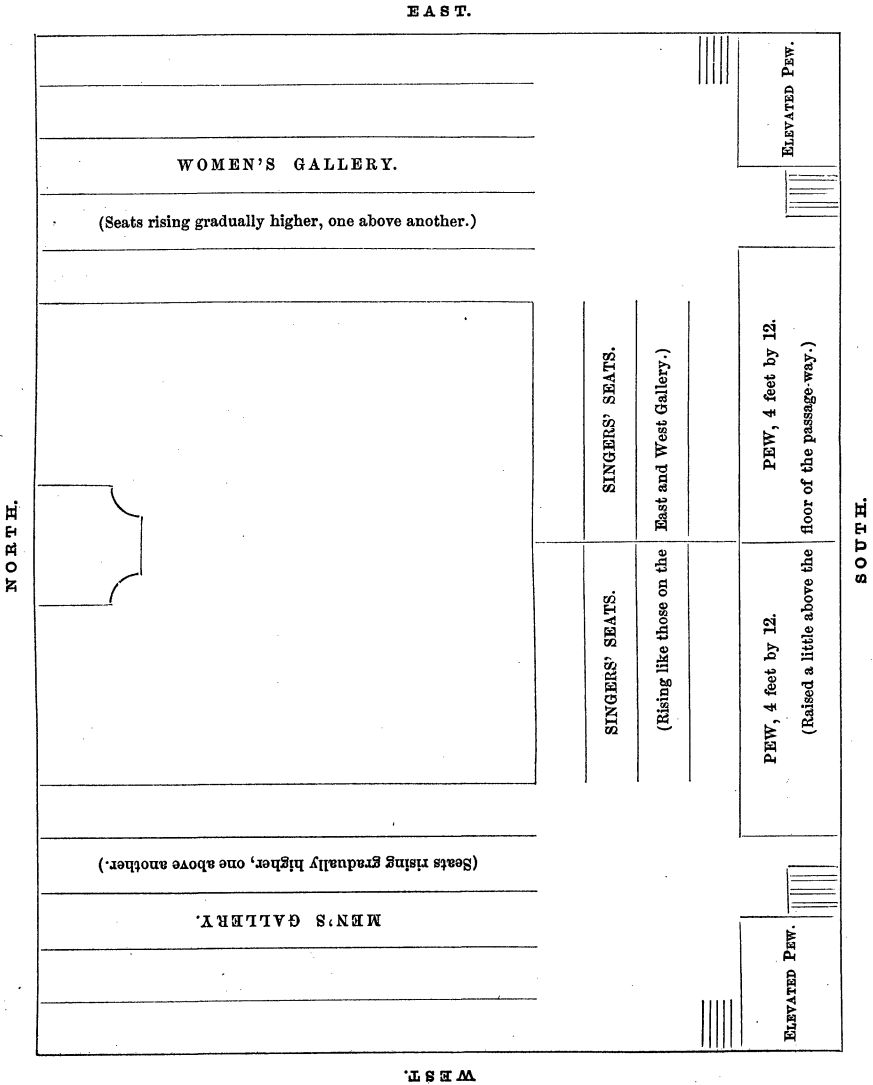 EAST.
ELEVATED PEW.
WOMEN'S GALLERY.
(Seats rising gradually higher, one above another.)
NORTH.
SINGERS' SEATS.
SINGERS' SEATS.
(Rising like those on the East and West Gallery.)
PEW, 4 feet by 12.
PEW, 4 feet by 12.
(Raised a little above the floor of the passage-way.)
SOUTH.
(Seats rising gradually higher, one above another.)
MEN'S GALLERY.
ELEVATED PEW.
WEST.